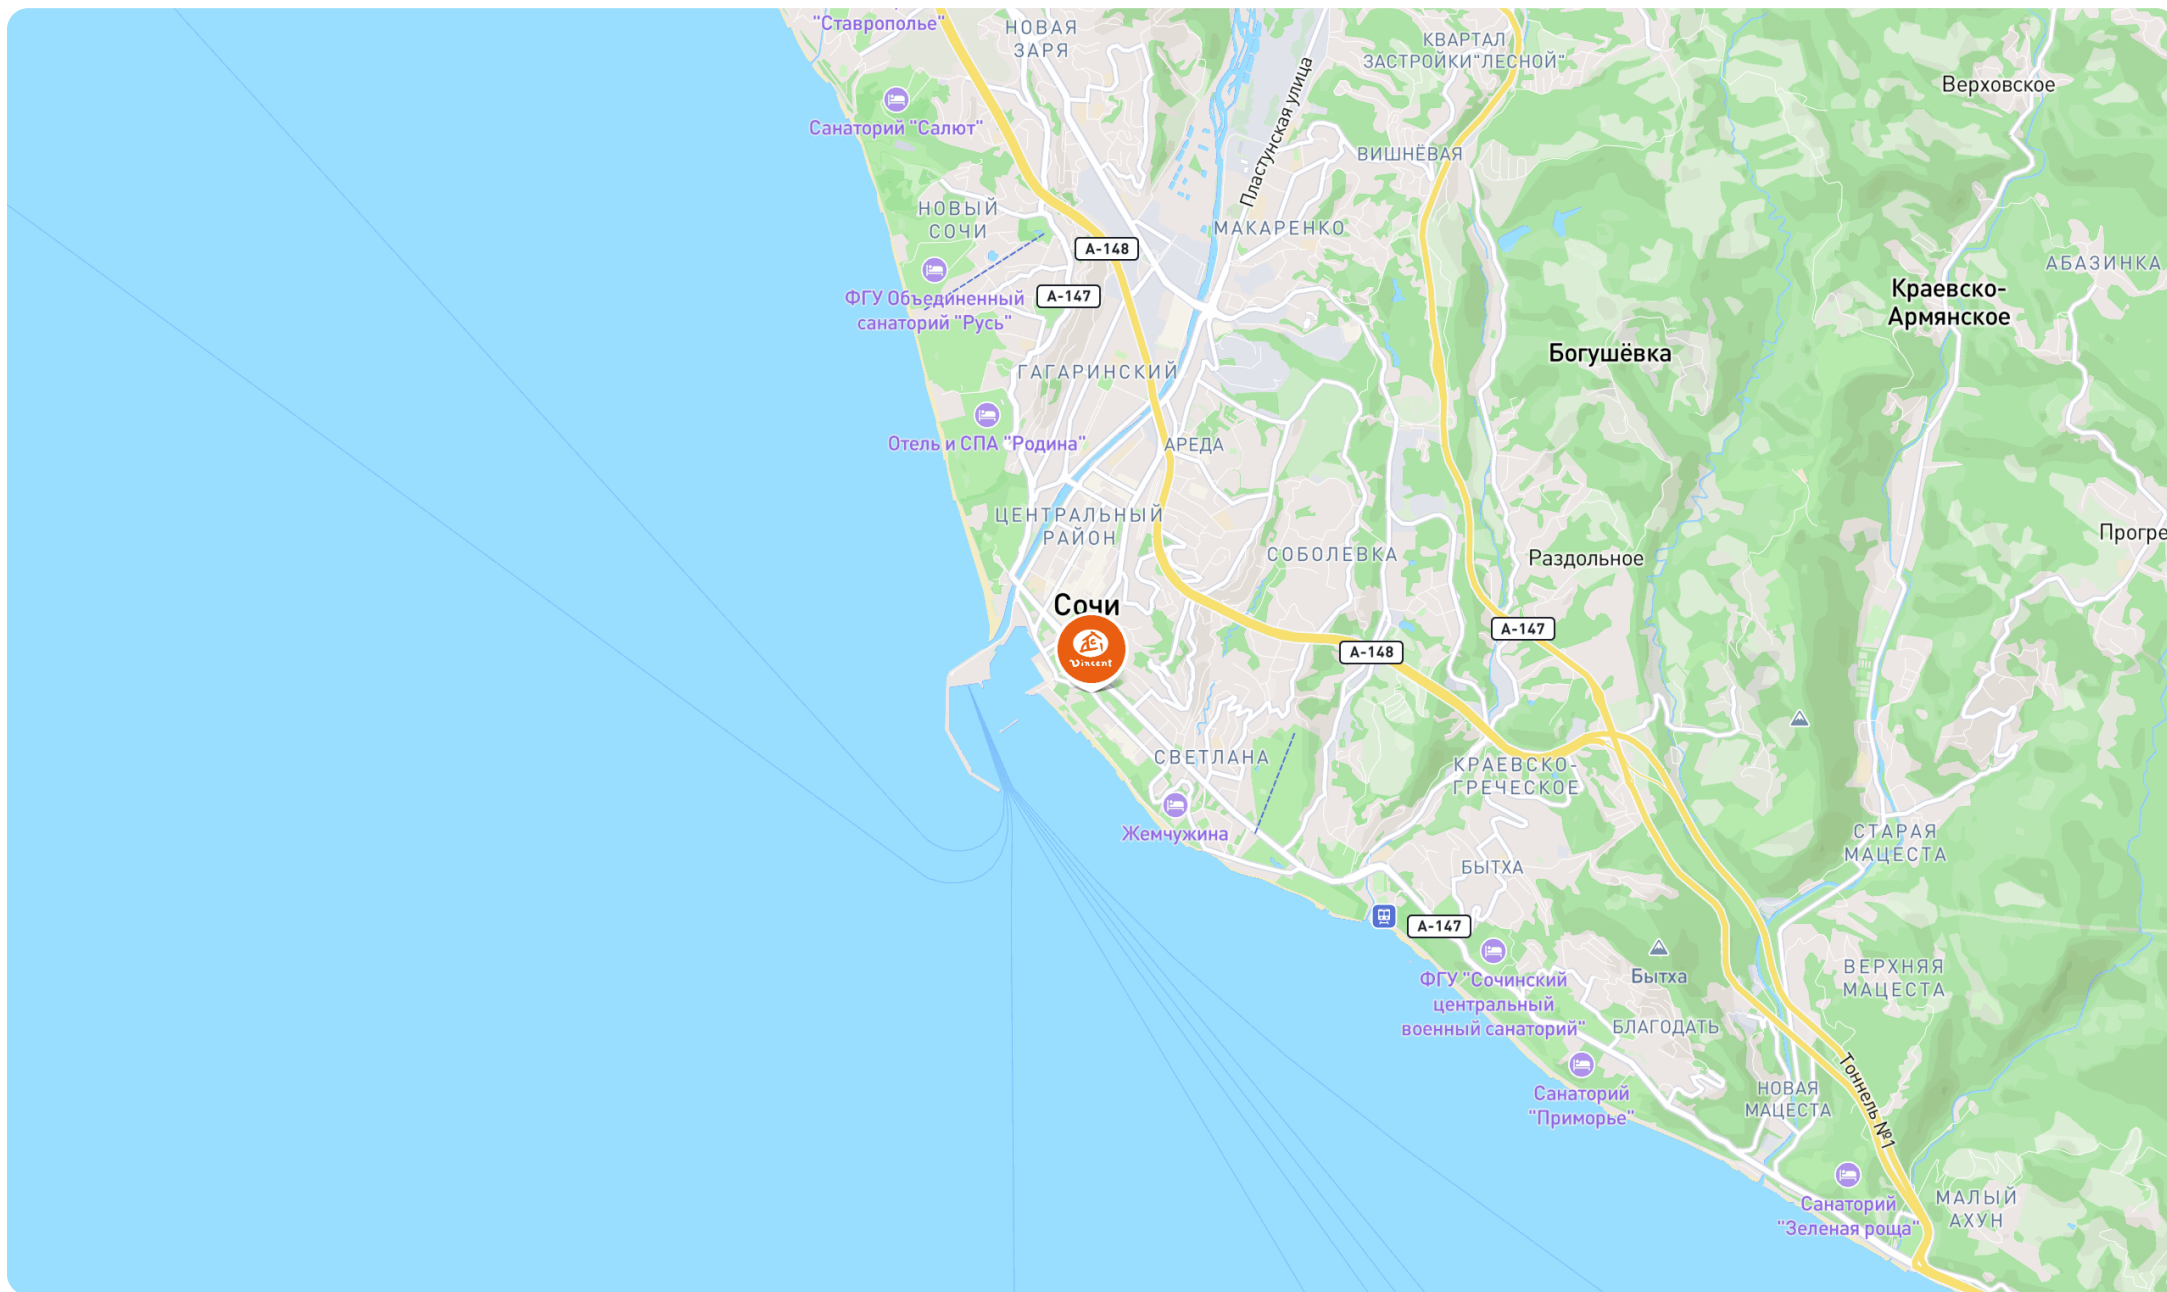 "Ставрополье"
НОВАЯ
ЗАРЯ
КВАРТАЛ
ЗАСТРОЙКИ"ЛЕСНОЙ"
Верховское
Санаторий "Салют"
Пластунская улица
ВИШНЁВАЯ
НОВЫЙ
СОЧИ
МАКАРЕНКО
А-148
АБАЗИНКА
А-147
ФГУ Объединенный
санаторий "Русь"
Краевско-
Армянское
Богушёвка
ГАГАРИНСКИЙ
Отель и СПА "Родина"
АРЕДА
ЦЕНТРАЛЬНЫЙ
РАЙОН
Прогре
СОБОЛЕВКА
Раздольное
Сочи
Vincent
А-147
А-148
СВЕТЛАНА
КРАЕВСКО-
ГРЕЧЕСКОЕ
Жемчужина
СТАРАЯ
МАЦЕСТА
БЫТХА
А-147
ФГУ "Сочинский
центральный
военный санаторий"
Бытха
ВЕРХНЯЯ
МАЦЕСТА
БЛАГОДАТЬ
Санаторий
"Приморье"
НОВАЯ
МАЦЕСТА
Тоннель №1
Санаторий
"Зеленая роща"
МАЛЫЙ
АХУН